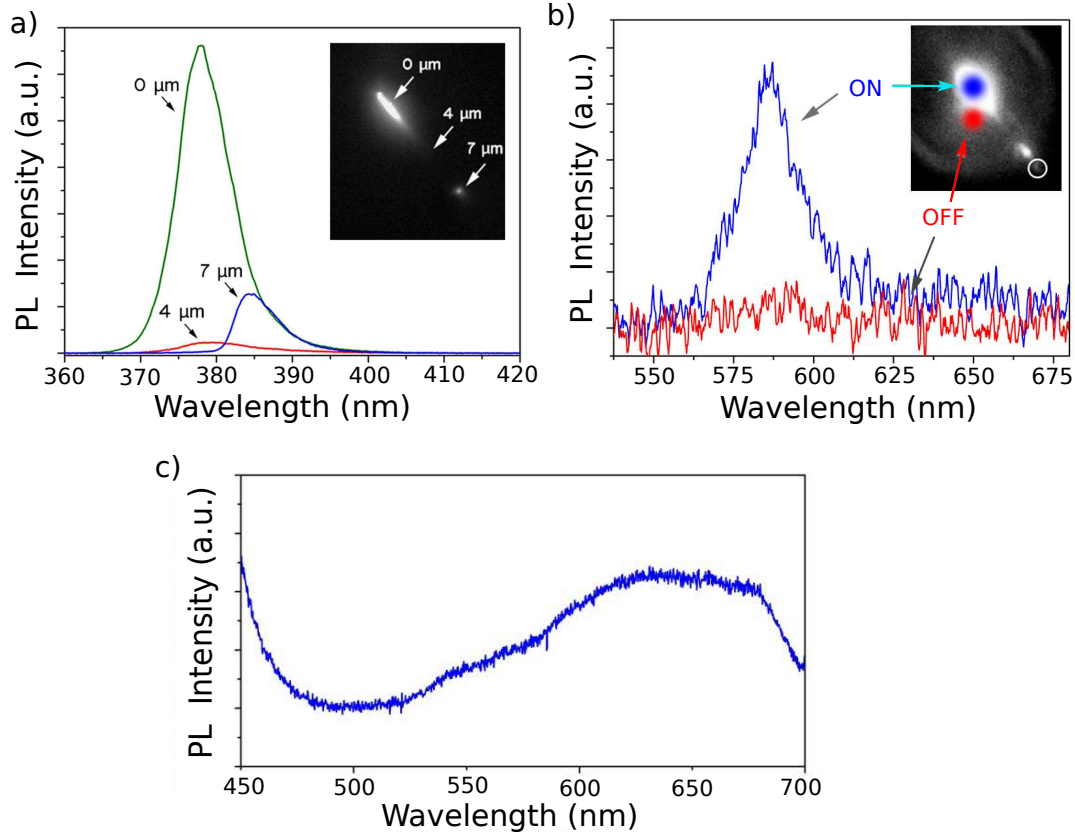 a)
PL Intensity (a.u.)
0 μm
7 μm
4 μm
0 μm
4 μm
7 μm
360 370 380 390 400 412 420
Wavelength (nm)
b)
PL Intensity (a.u.)
ON
OFF
550 575 600 625 650 675
Wavelength (nm)
c)
PL Intensity (a.u.)
450 500 550 600 650 700
Wavelength (nm)